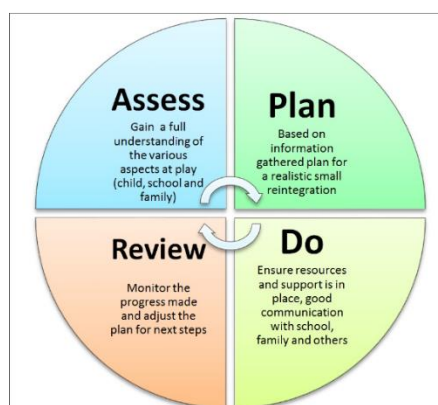 Assess
Gain a full
understanding of
the various
aspects at play
(child, school and
family)
Plan
Based on
information
gathered plan for
a realistic small
reintegration
Review
Monitor the
progress made
and adjust the
plan for next steps
Do
Ensure resources
and support is in
place, good
communication
with school,
family and others